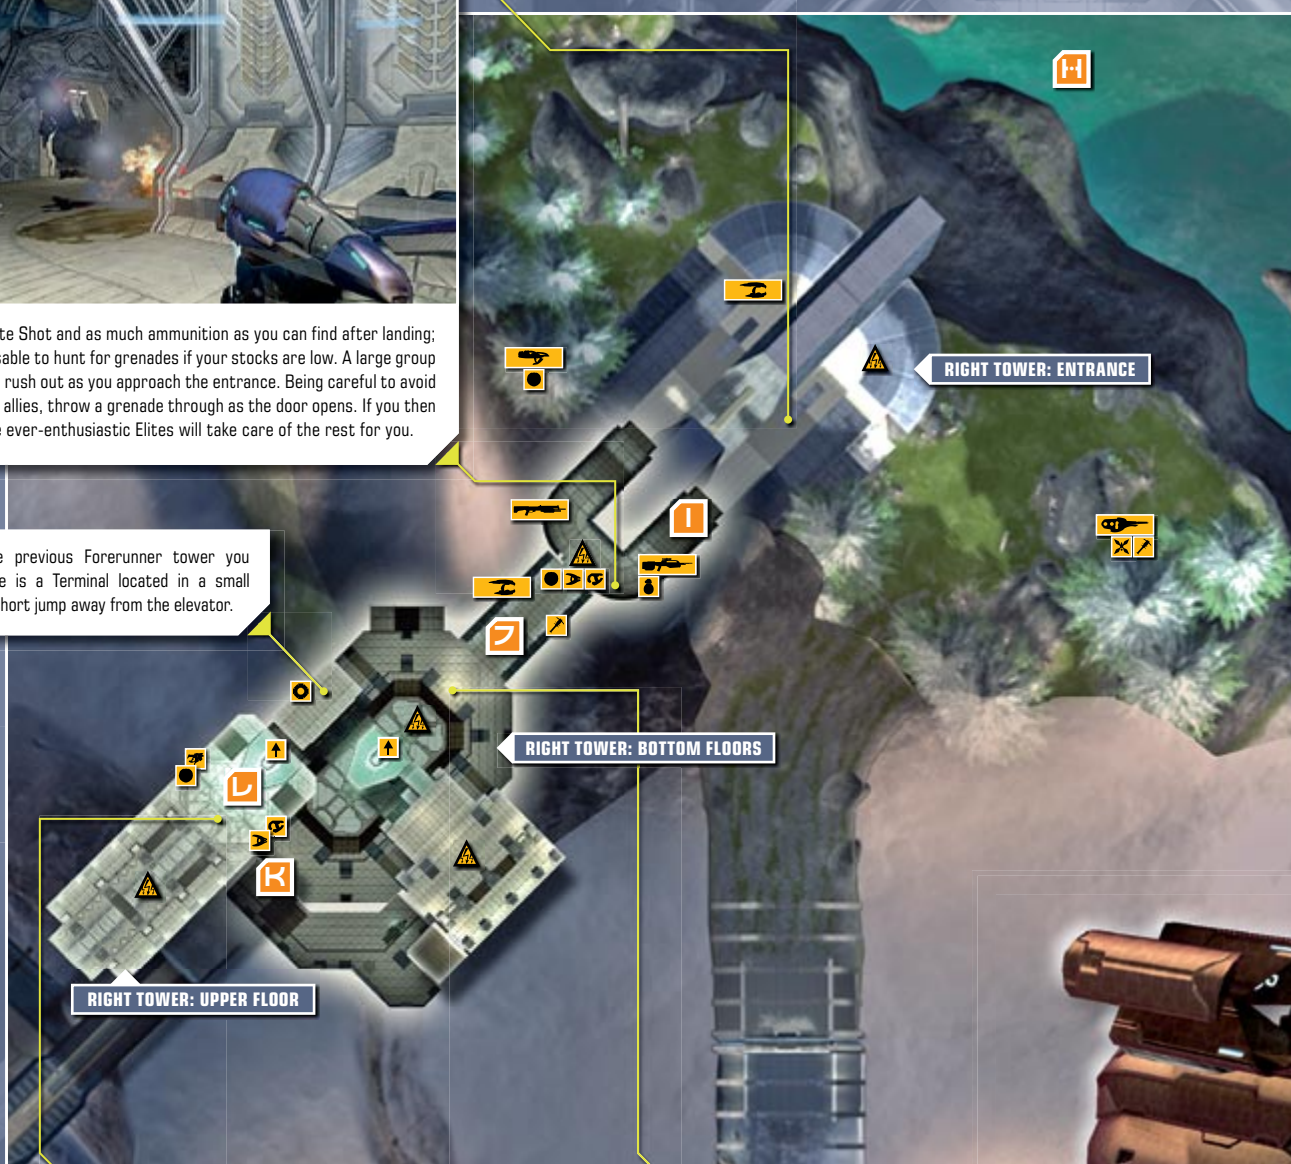 te Shot and as much ammunition as you can find after landing;
sable to hunt for grenades if your stocks are low. A large group
rush out as you approach the entrance. Being careful to avoid
allies, throw a grenade through as the door opens. If you then
e ever-enthusiastic Elites will take care of the rest for you.
e previous Forerunner tower you
e is a Terminal located in a small
hort jump away from the elevator.
H
RIGHT TOWER: ENTRANCE
I
フ
RIGHT TOWER: BOTTOM FLOORS
レ
K
RIGHT TOWER: UPPER FLOOR